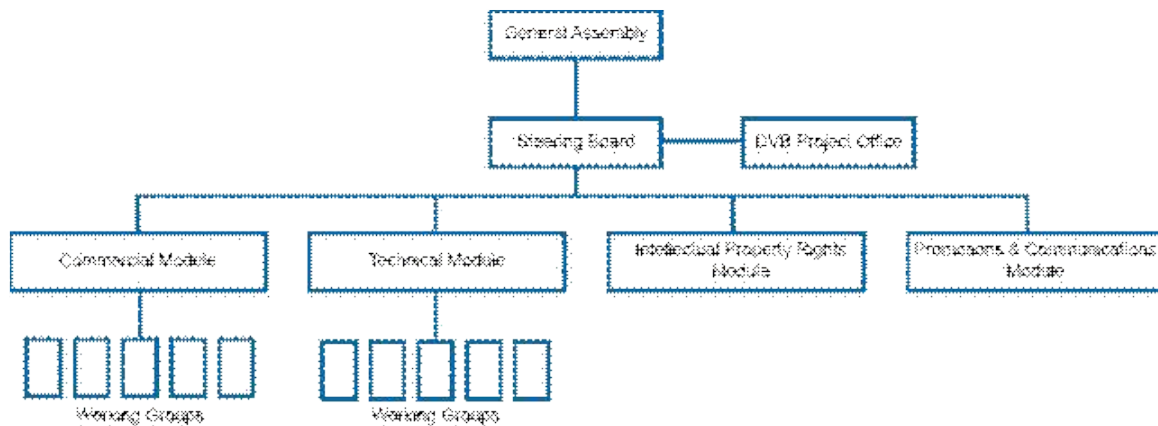 General Assembly
Steering Board
DVB Project Office
Commercial Module
Technical Module
Intellectual Property Rights
Module
Promotions & Communications
Module
Working Groups
Working Groups